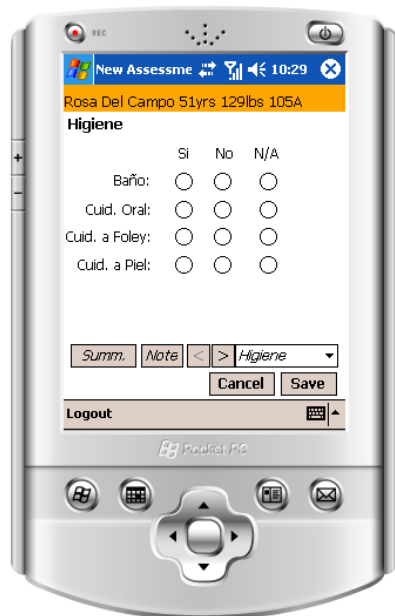 REC
New Assessme 10:29
Rosa Del Campo 51yrs 129lbs 105A
Higiene
Si No N/A
Baño:
Cuid. Oral:
Cuid. a Foley:
Cuid. a Piel:
Summ. Note < > Higiene
Cancel Save
Logout
Pocket PC